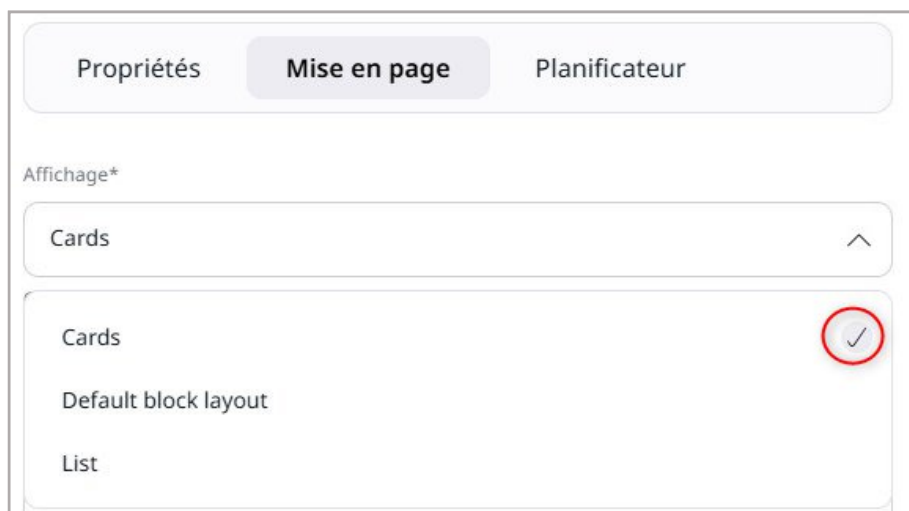 Propriétés Mise en page Planificateur
Affichage*
Cards
Cards
Default block layout
List